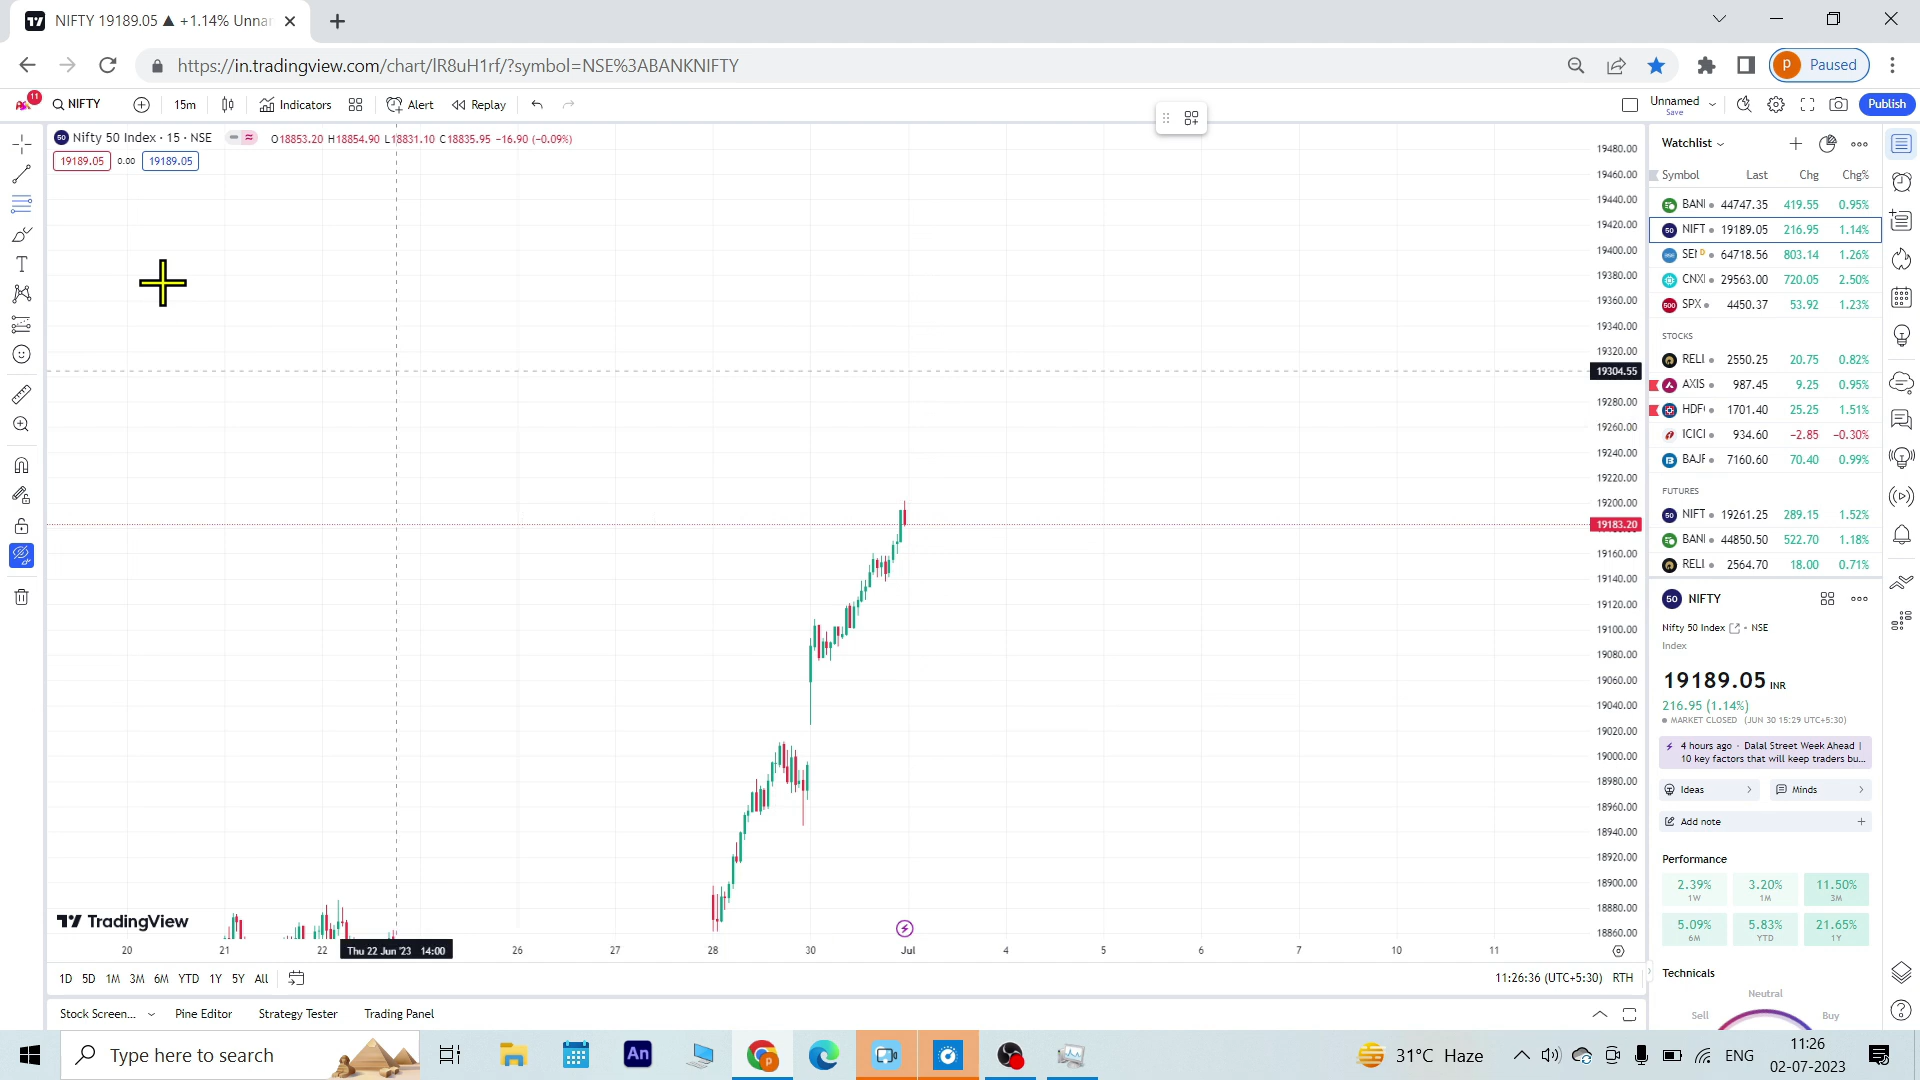 NIFTY 19189.05 ▲ +1.14% Unnar
https://in.tradingview.com/chart/lR8uH1rf/?symbol=NSE%3ABANKNIFTY
P Paused
11 NIFTY 15m Indicators Alert Replay Unnamed Save Publish
50 Nifty 50 Index · 15 · NSE O18853.20 H18854.90 L18831.10 C18835.95 −16.90 (−0.09%)
19189.05 0.00 19189.05
19480.00
19460.00
19440.00
19420.00
19400.00
19380.00
19360.00
19340.00
19320.00
19304.55
19280.00
19260.00
19240.00
19220.00
19200.00
19183.20
19160.00
19140.00
19120.00
19100.00
19080.00
19060.00
19040.00
19020.00
19000.00
18980.00
18960.00
18940.00
18920.00
18900.00
18880.00
18860.00
TradingView
20 21 22 Thu 22 Jun '23 14:00 26 27 28 30 Jul 4 5 6 7 10 11
1D 5D 1M 3M 6M YTD 1Y 5Y All 11:26:36 (UTC+5:30) RTH
Stock Screen... Pine Editor Strategy Tester Trading Panel
Watchlist
Symbol Last Chg Chg%
BANI 44747.35 419.55 0.95%
50 NIFT 19189.05 216.95 1.14%
SEI D 64718.56 803.14 1.26%
CNXI 29563.00 720.05 2.50%
500 SPX 4450.37 53.92 1.23%
STOCKS
RELI 2550.25 20.75 0.82%
AXIS 987.45 9.25 0.95%
HDFI 1701.40 25.25 1.51%
ICICI 934.60 −2.85 −0.30%
BAJF 7160.60 70.40 0.99%
FUTURES
50 NIFT 19261.25 289.15 1.52%
BANI 44850.50 522.70 1.18%
RELI 2564.70 18.00 0.71%
50 NIFTY
Nifty 50 Index · NSE
Index
19189.05 INR
216.95 (1.14%)
MARKET CLOSED (JUN 30 15:29 UTC+5:30)
4 hours ago · Dalal Street Week Ahead |
10 key factors that will keep traders bu...
Ideas Minds
Add note
Performance
2.39% 3.20% 11.50%
1W 1M 3M
5.09% 5.83% 21.65%
6M YTD 1Y
Technicals
Neutral
Sell Buy
Type here to search An 31°C Haze ENG 11:26
02-07-2023